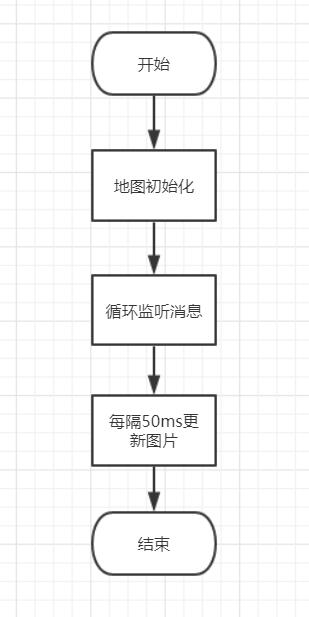 开始
地图初始化
循环监听消息
每隔50ms更
新图片
结束